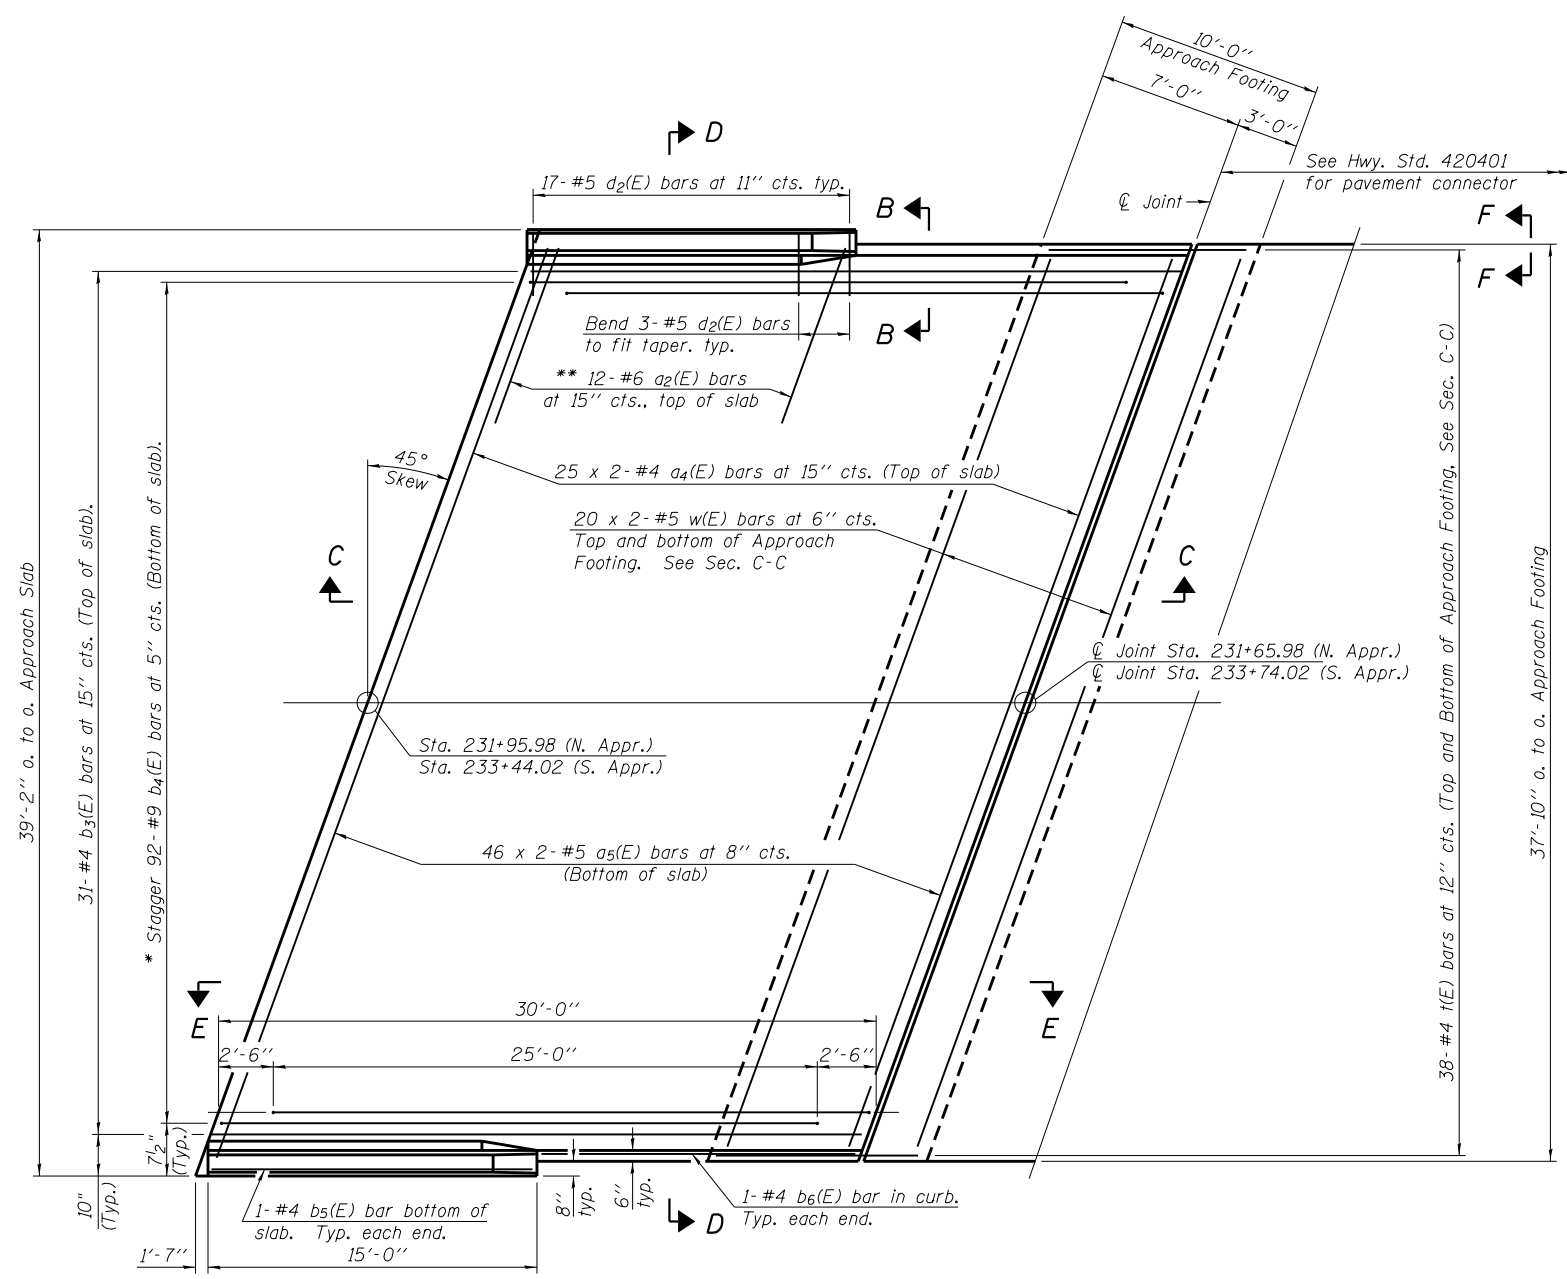 10'-0''
Approach Footing
7'-0''
3'-0''
D
17-#5 d2(E) bars at 11'' cts. typ.
See Hwy. Std. 420401
for pavement connector
℄ Joint
B
F
F
B
Bend 3-#5 d2(E) bars
to fit taper. typ.
** 12-#6 a2(E) bars
at 15'' cts., top of slab
45°
Skew
25 x 2-#4 a4(E) bars at 15'' cts. (Top of slab)
20 x 2-#5 w(E) bars at 6'' cts.
Top and bottom of Approach
Footing. See Sec. C-C
C
C
39'-2'' o. to o. Approach Slab
31-#4 b3(E) bars at 15'' cts. (Top of slab).
* Stagger 92-#9 b4(E) bars at 5'' cts. (Bottom of slab).
38-#4 t(E) bars at 12'' cts. (Top and Bottom of Approach Footing, See Sec. C-C)
37'-10'' o. to o. Approach Footing
℄ Joint Sta. 231+65.98 (N. Appr.)
℄ Joint Sta. 233+74.02 (S. Appr.)
Sta. 231+95.98 (N. Appr.)
Sta. 233+44.02 (S. Appr.)
46 x 2-#5 a5(E) bars at 8'' cts.
(Bottom of slab)
E
E
30'-0''
2'-6''
25'-0''
2'-6''
7½"
(Typ.)
10"
(Typ.)
1-#4 b5(E) bar bottom of
slab. Typ. each end.
8''
typ.
6''
typ.
D
1-#4 b6(E) bar in curb.
Typ. each end.
1'-7''
15'-0''